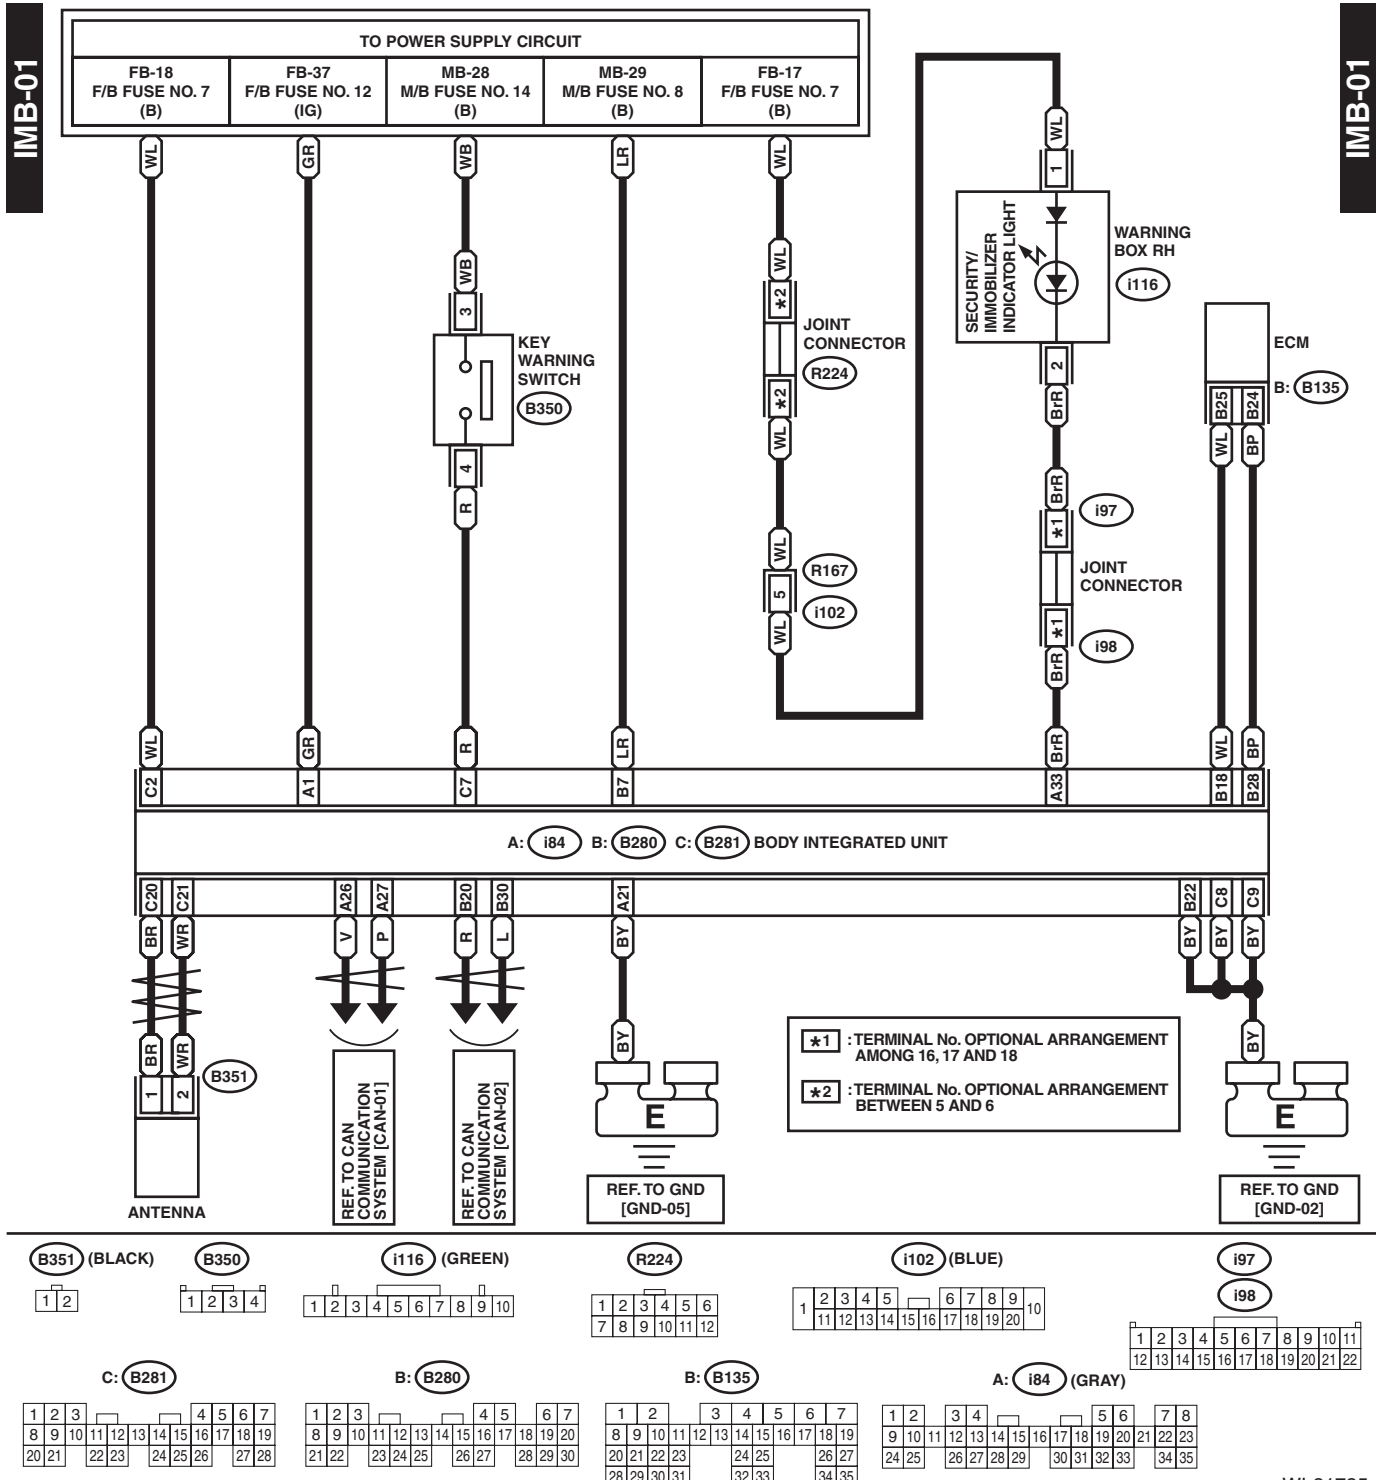 IMB-01
IMB-01
TO POWER SUPPLY CIRCUIT
FB-18
F/B FUSE NO. 7
(B)
FB-37
F/B FUSE NO. 12
(IG)
MB-28
M/B FUSE NO. 14
(B)
MB-29
M/B FUSE NO. 8
(B)
FB-17
F/B FUSE NO. 7
(B)
WL
GR
WB
LR
WL
WL
1
SECURITY/
IMMOBILIZER
INDICATOR LIGHT
WARNING
BOX RH
i116
2
BrR
WB
3
KEY
WARNING
SWITCH
B350
4
R
WL
*2
JOINT
CONNECTOR
R224
*2
WL
ECM
B: B135
B25
B24
WL
BP
BrR
i97
*1
JOINT
CONNECTOR
*1
i98
BrR
WL
R167
5
i102
WL
WL
GR
R
LR
BrR
WL
BP
C2
A1
C7
B7
A33
B18
B28
A: i84 B: B280 C: B281 BODY INTEGRATED UNIT
C20
C21
A26
A27
B20
B30
A21
B22
C8
C9
BR
WR
V
P
R
L
BY
BY
BY
BY
BR
WR
B351
1
2
ANTENNA
REF. TO CAN
COMMUNICATION
SYSTEM [CAN-01]
REF. TO CAN
COMMUNICATION
SYSTEM [CAN-02]
BY
E
REF. TO GND
[GND-05]
*1 : TERMINAL No. OPTIONAL ARRANGEMENT
AMONG 16, 17 AND 18
*2 : TERMINAL No. OPTIONAL ARRANGEMENT
BETWEEN 5 AND 6
BY
E
REF. TO GND
[GND-02]
B351 (BLACK)
1 2
B350
1 2 3 4
i116 (GREEN)
1 2 3 4 5 6 7 8 9 10
R224
1 2 3 4 5 6
7 8 9 10 11 12
i102 (BLUE)
1 2 3 4 5 6 7 8 9 10
11 12 13 14 15 16 17 18 19 20
i97
i98
1 2 3 4 5 6 7 8 9 10 11
12 13 14 15 16 17 18 19 20 21 22
C: B281
1 2 3 4 5 6 7
8 9 10 11 12 13 14 15 16 17 18 19
20 21 22 23 24 25 26 27 28
B: B280
1 2 3 4 5 6 7
8 9 10 11 12 13 14 15 16 17 18 19 20
21 22 23 24 25 26 27 28 29 30
B: B135
1 2 3 4 5 6 7
8 9 10 11 12 13 14 15 16 17 18 19
20 21 22 23 24 25 26 27
28 29 30 31 32 33 34 35
A: i84 (GRAY)
1 2 3 4 5 6 7 8
9 10 11 12 13 14 15 16 17 18 19 20 21 22 23
24 25 26 27 28 29 30 31 32 33 34 35